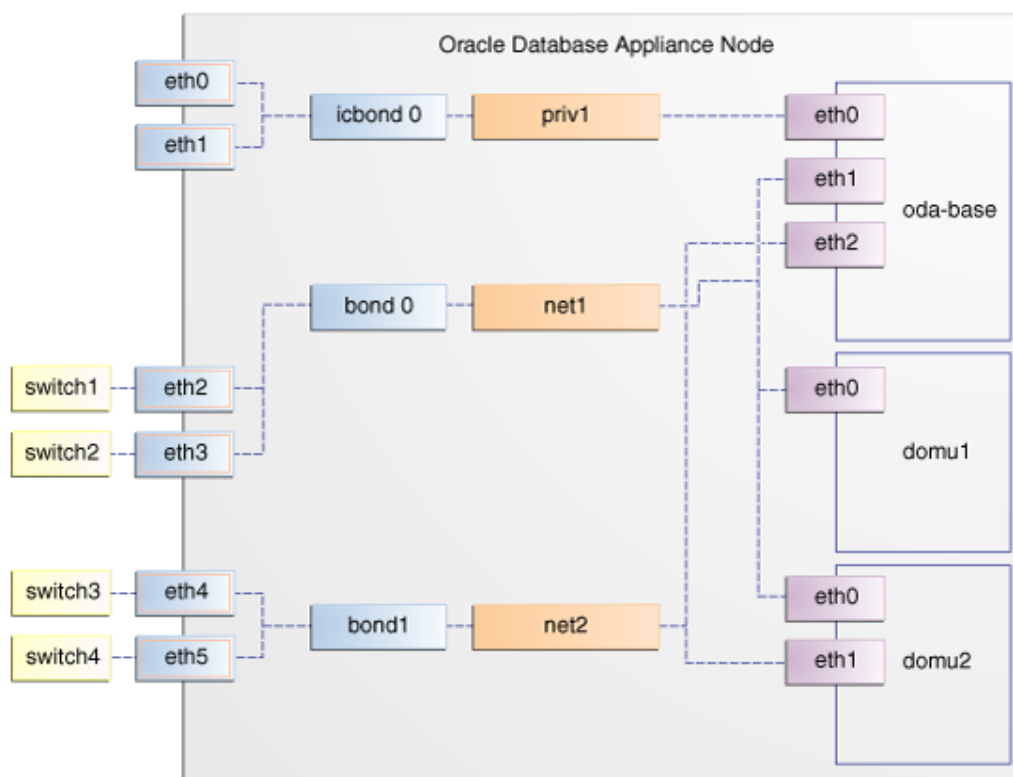 Oracle Database Appliance Node
eth0
eth1
icbond 0
priv1
eth0
eth1
eth2
oda-base
bond 0
net1
switch1
eth2
switch2
eth3
eth0
domu1
switch3
eth4
switch4
eth5
bond1
net2
eth0
eth1
domu2